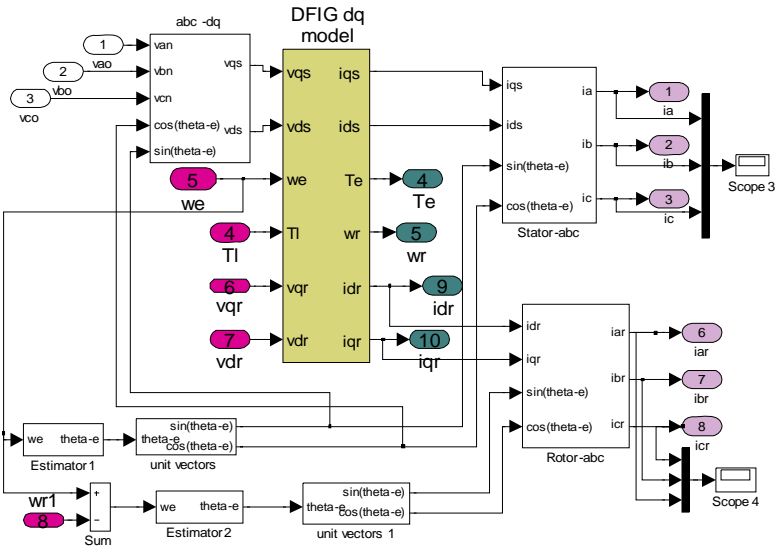 abc -dq
DFIG dq
model
1
vao
2
vbo
3
vco
van
vbn
vcn
cos(theta-e)
sin(theta-e)
vqs
vds
vqs
vds
we
Tl
vqr
vdr
iqs
ids
Te
wr
idr
iqr
5
we
4
Tl
6
vqr
7
vdr
4
Te
5
wr
9
idr
10
iqr
iqs
ids
sin(theta-e)
cos(theta-e)
ia
ib
ic
Stator-abc
1
ia
2
ib
3
ic
Scope 3
idr
iqr
sin(theta-e)
cos(theta-e)
iar
ibr
icr
Rotor-abc
6
iar
7
ibr
8
icr
Scope 4
we
theta-e
Estimator 1
theta-e
sin(theta-e)
cos(theta-e)
unit vectors
wr1
8
+
−
Sum
we
theta-e
Estimator 2
theta-e
sin(theta-e)
cos(theta-e)
unit vectors 1